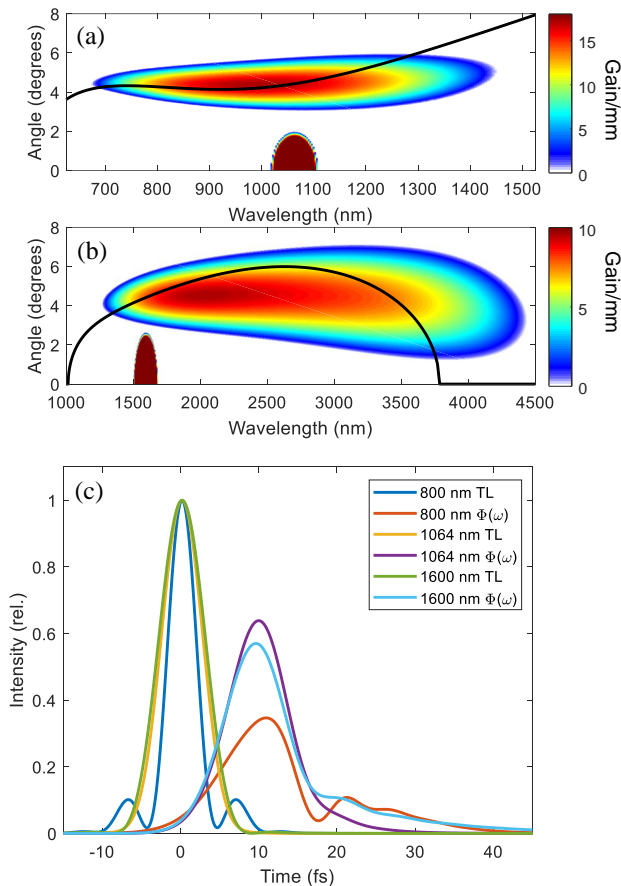 (a)
8
6
4
2
0
Angle (degrees)
700 800 900 1000 1100 1200 1300 1400 1500
Wavelength (nm)
15
10
5
0
Gain/mm
(b)
8
6
4
2
0
Angle (degrees)
1000 1500 2000 2500 3000 3500 4000 4500
Wavelength (nm)
10
5
0
Gain/mm
(c)
1
0.8
0.6
0.4
0.2
0
Intensity (rel.)
800 nm TL
800 nm Φ(ω)
1064 nm TL
1064 nm Φ(ω)
1600 nm TL
1600 nm Φ(ω)
-10 0 10 20 30 40
Time (fs)